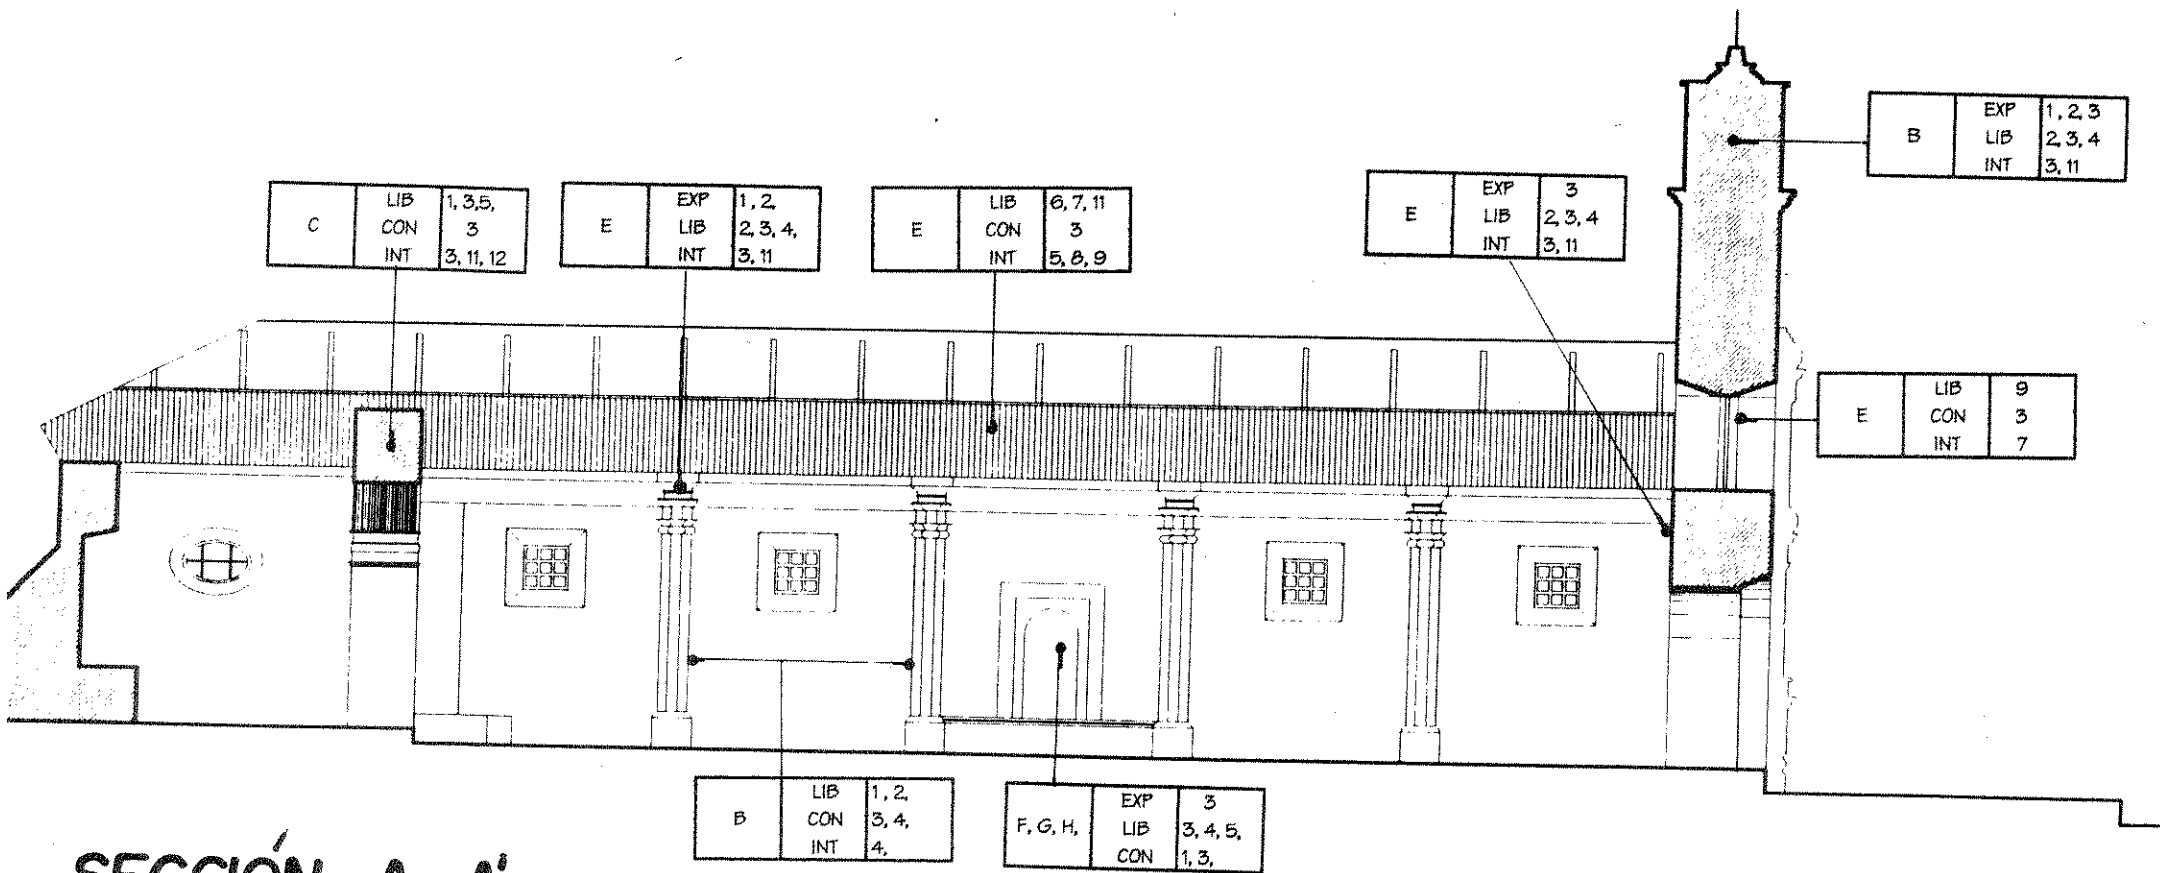 B EXP 1, 2, 3
LIB 2, 3, 4
INT 3, 11
C LIB 1, 3,5,
CON 3
INT 3, 11, 12
E EXP 1, 2,
LIB 2, 3, 4,
INT 3, 11
E LIB 6, 7, 11
CON 3
INT 5, 8, 9
E EXP 3
LIB 2, 3, 4
INT 3, 11
E LIB 9
CON 3
INT 7
B LIB 1, 2,
CON 3, 4,
INT 4,
F, G, H, EXP 3
LIB 3, 4, 5,
CON 1, 3,
SECCIÓN A A'